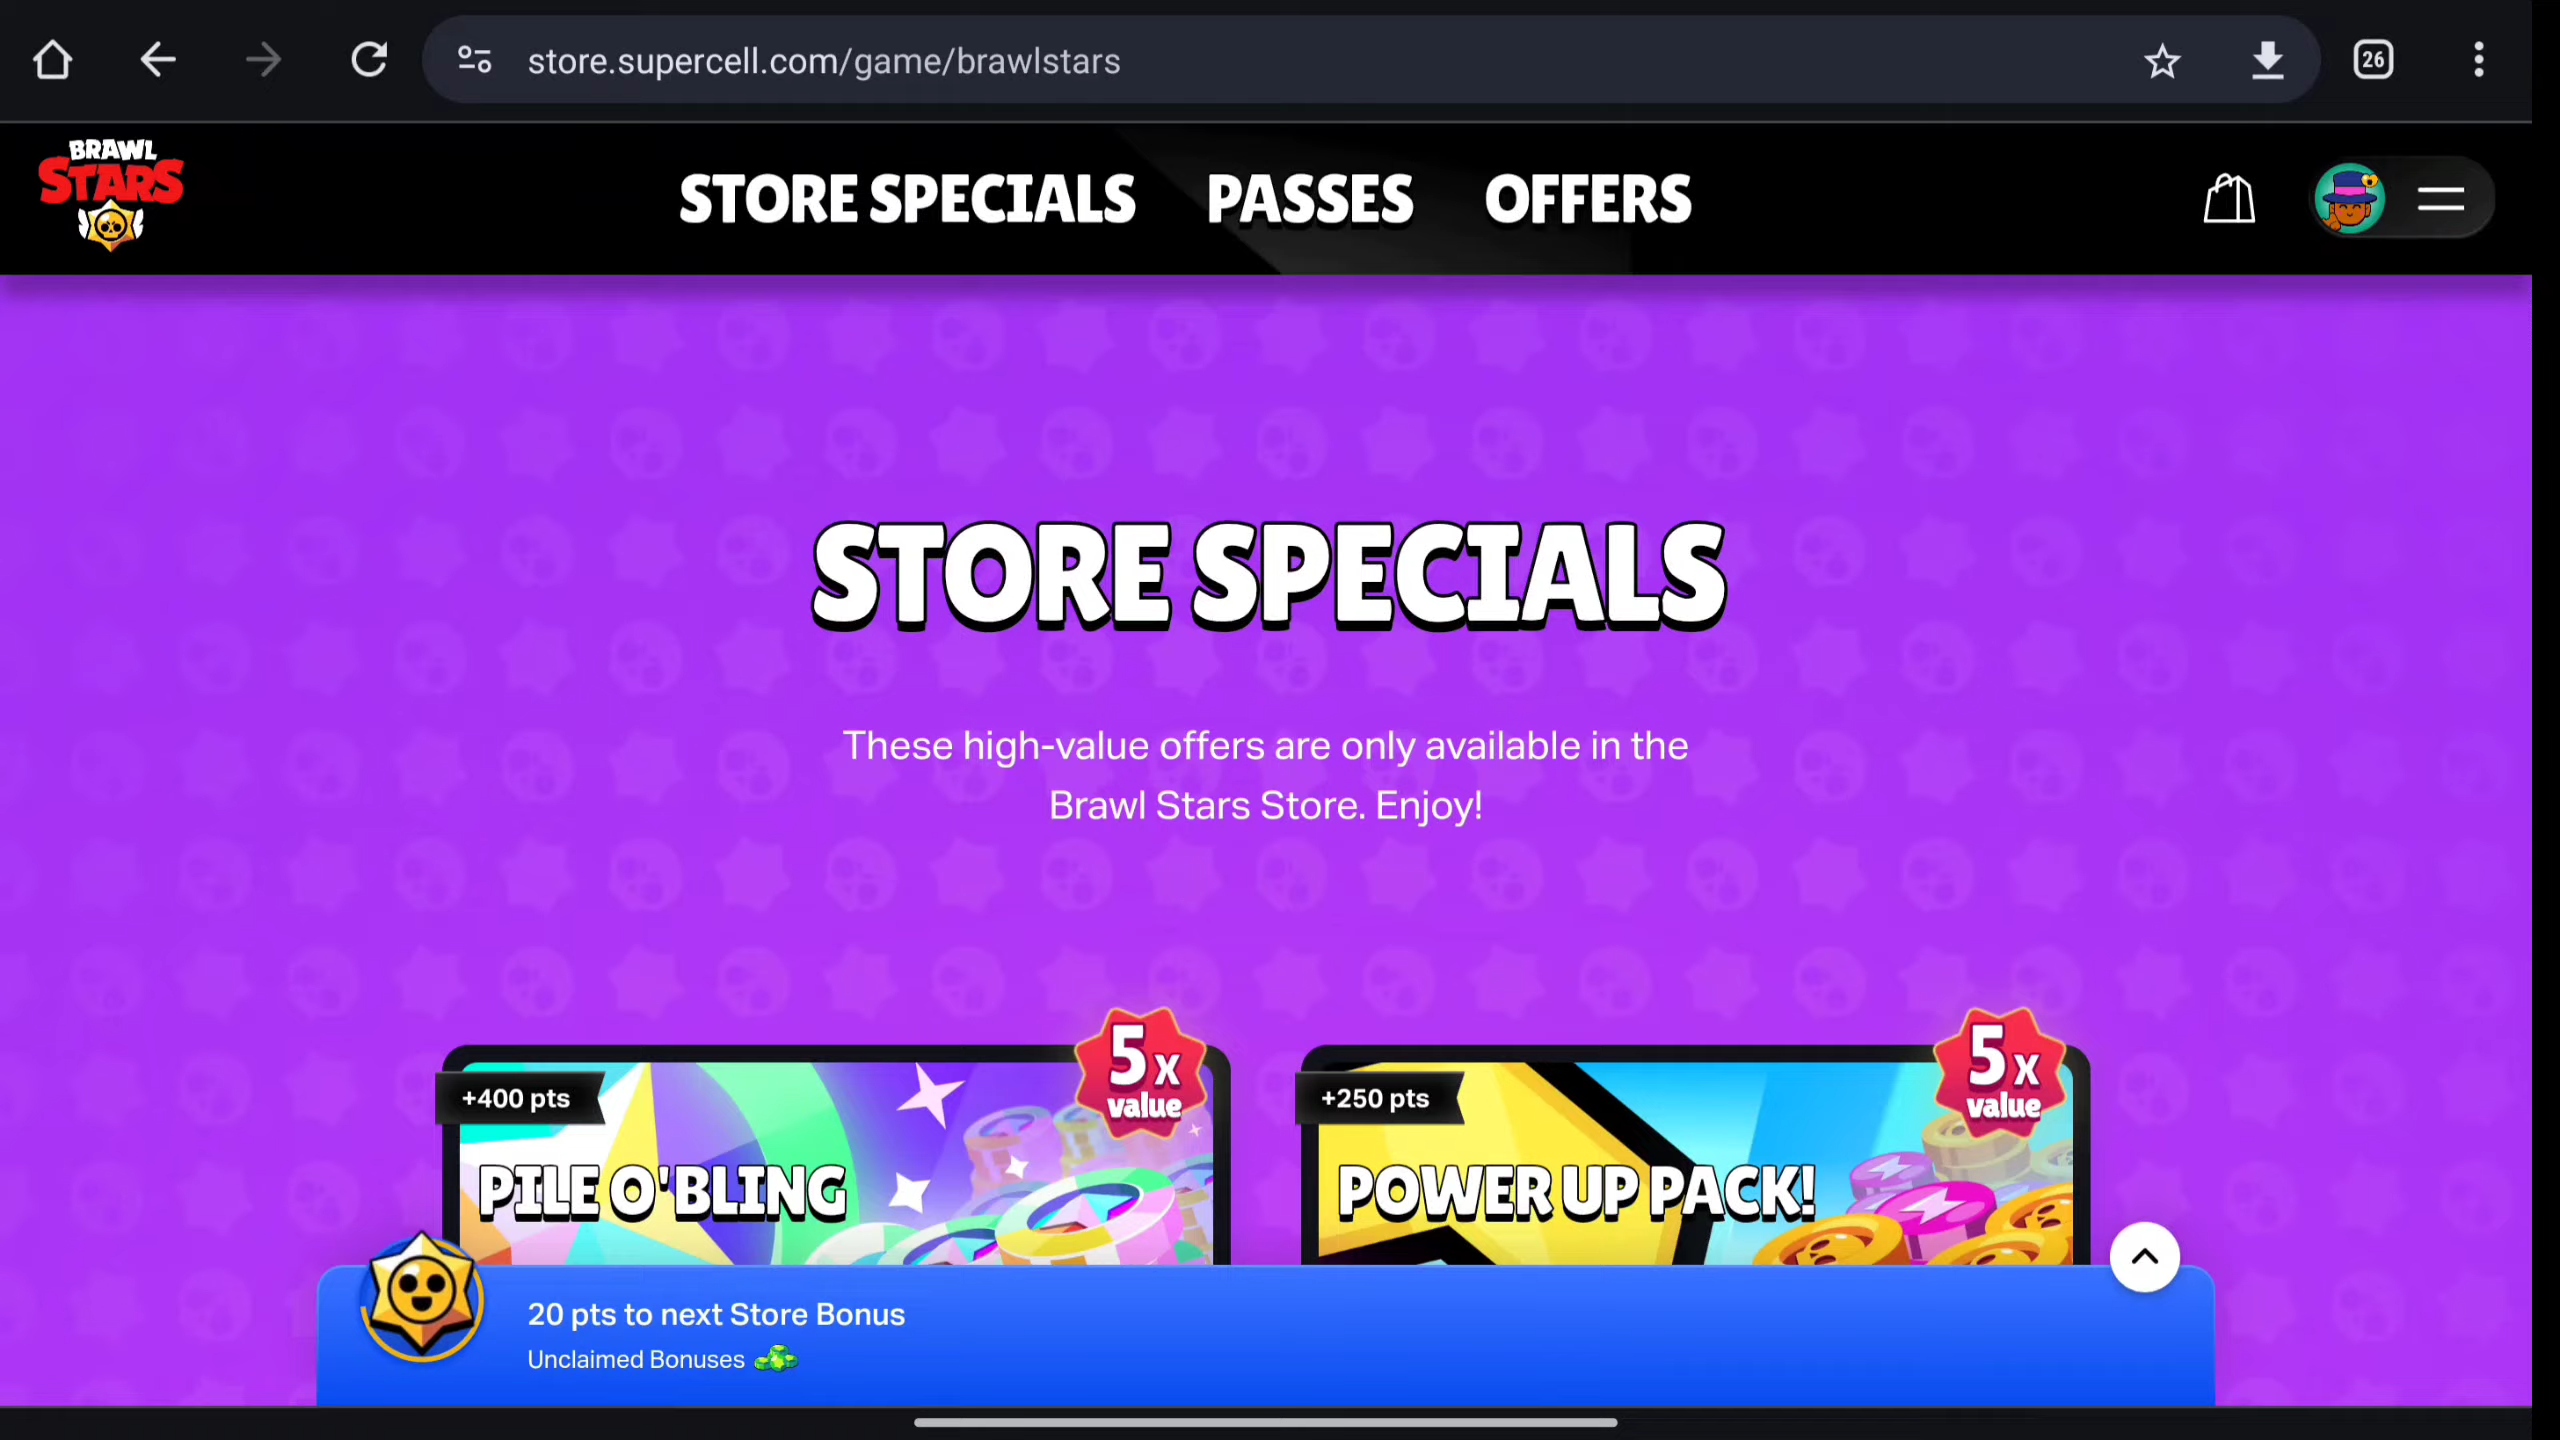 store.supercell.com/game/brawlstars
26
BRAWL
STARS
STORE SPECIALS
PASSES
OFFERS
STORE SPECIALS
These high-value offers are only available in the
Brawl Stars Store. Enjoy!
+400 pts
5x
value
PILE O' BLING
+250 pts
5x
value
POWER UP PACK!
20 pts to next Store Bonus
Unclaimed Bonuses